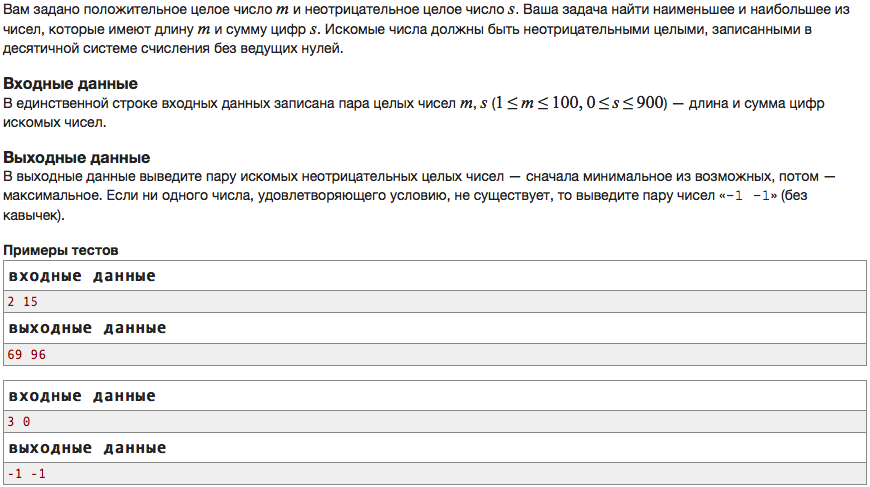 Вам задано положительное целое число m и неотрицательное целое число s. Ваша задача найти наименьшее и наибольшее из
чисел, которые имеют длину m и сумму цифр s. Искомые числа должны быть неотрицательными целыми, записанными в
десятичной системе счисления без ведущих нулей.
Входные данные
В единственной строке входных данных записана пара целых чисел m, s (1 ≤ m ≤ 100, 0 ≤ s ≤ 900) — длина и сумма цифр
искомых чисел.
Выходные данные
В выходные данные выведите пару искомых неотрицательных целых чисел — сначала минимальное из возможных, потом —
максимальное. Если ни одного числа, удовлетворяющего условию, не существует, то выведите пару чисел «-1 -1» (без
кавычек).
Примеры тестов
входные данные
2 15
выходные данные
69 96
входные данные
3 0
выходные данные
-1 -1